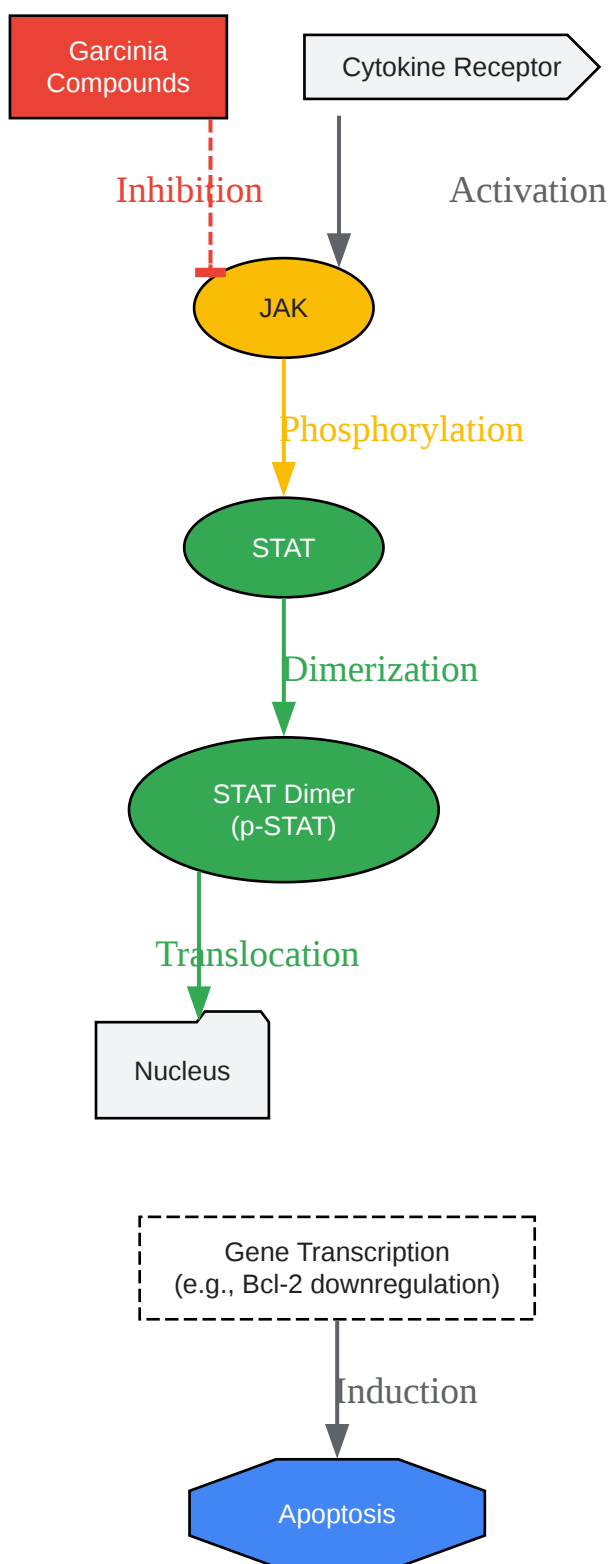 Garcinia
Compounds
Cytokine Receptor
Inhibition
Activation
JAK
Phosphorylation
STAT
Dimerization
STAT Dimer
(p-STAT)
Translocation
Nucleus
Gene Transcription
(e.g., Bcl-2 downregulation)
Induction
Apoptosis